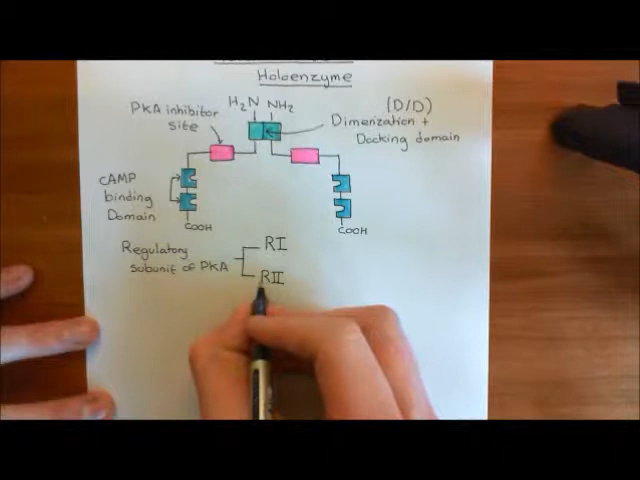 Holoenzyme
H₂N NH₂
(D/D)
PKA inhibitor
site
Dimerization +
Docking domain
CAMP
binding
Domain
COOH
COOH
Regulatory
subunit of PKA
RI
RII